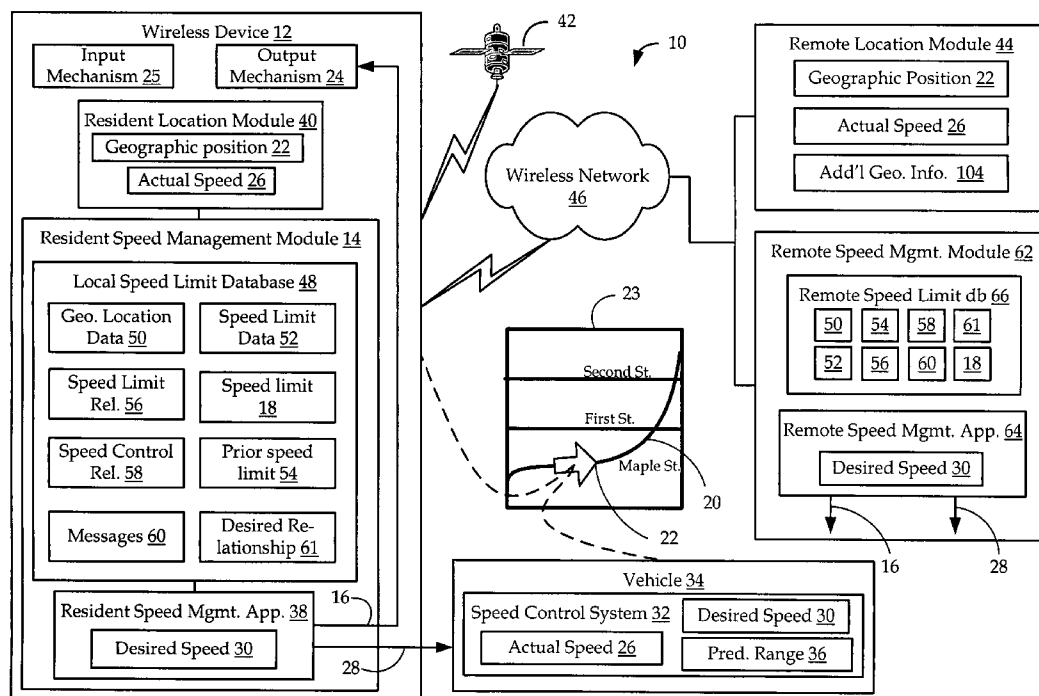 Wireless Device 12
Input
Mechanism 25
Output
Mechanism 24
Resident Location Module 40
Geographic position 22
Actual Speed 26
Resident Speed Management Module 14
Local Speed Limit Database 48
Geo. Location
Data 50
Speed Limit
Data 52
Speed Limit
Rel. 56
Speed limit
18
Speed Control
Rel. 58
Prior speed
limit 54
Messages 60
Desired Re-
lationship 61
Resident Speed Mgmt. App. 38
Desired Speed 30
16
28
42
10
Wireless Network
46
23
Second St.
First St.
Maple St.
20
22
Vehicle 34
Speed Control System 32
Actual Speed 26
Desired Speed 30
Pred. Range 36
Remote Location Module 44
Geographic Position 22
Actual Speed 26
Add'l Geo. Info. 104
Remote Speed Mgmt. Module 62
Remote Speed Limit db 66
50 54 58 61
52 56 60 18
Remote Speed Mgmt. App. 64
Desired Speed 30
16
28